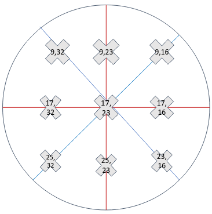 9,32 9,23 9,16
17, 17, 17,
32 23 16
25, 25, 23,
32 23 16